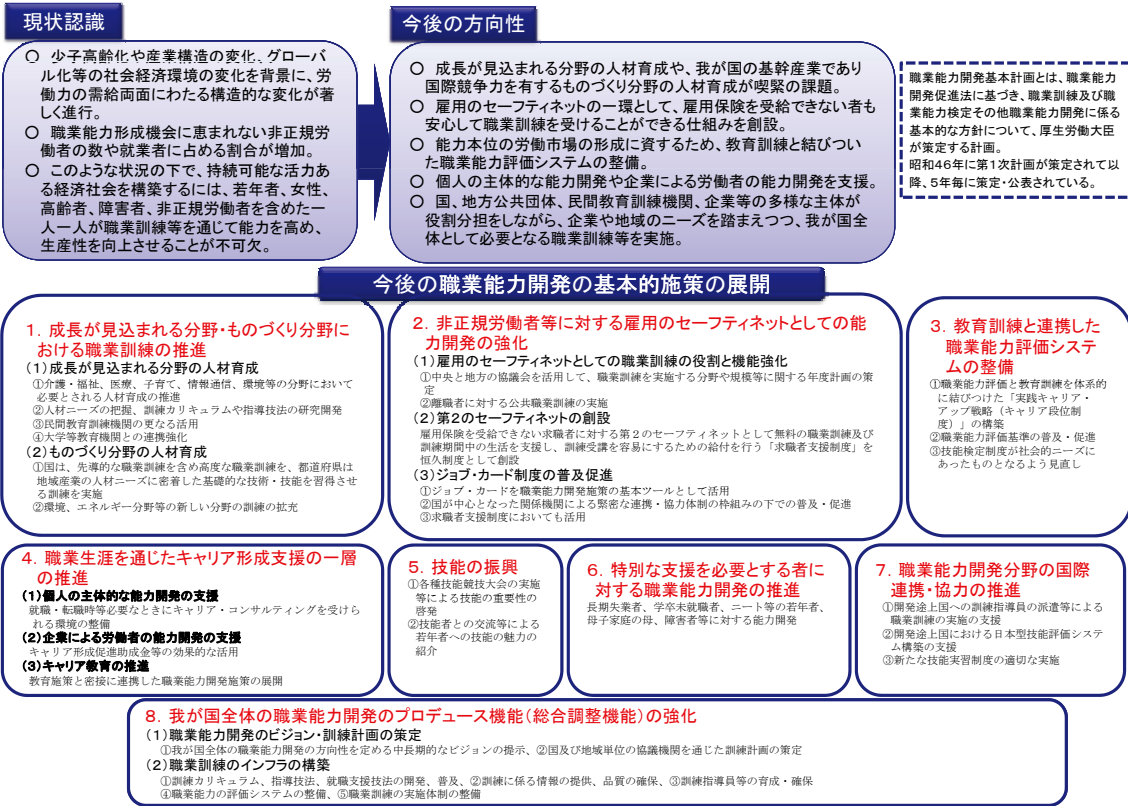 現状認識
○ 少子高齢化や産業構造の変化、グローバ
ル化等の社会経済環境の変化を背景に、労
働力の需給両面にわたる構造的な変化が著
しく進行。
○ 職業能力形成機会に恵まれない非正規労
働者の数や就業者に占める割合が増加。
○ このような状況の下で、持続可能な活力あ
る経済社会を構築するには、若年者、女性、
高齢者、障害者、非正規労働者を含めた一
人一人が職業訓練等を通じて能力を高め、
生産性を向上させることが不可欠。
今後の方向性
○ 成長が見込まれる分野の人材育成や、我が国の基幹産業であり
国際競争力を有するものづくり分野の人材育成が喫緊の課題。
○ 雇用のセーフティネットの一環として、雇用保険を受給できない者も
安心して職業訓練を受けることができる仕組みを創設。
○ 能力本位の労働市場の形成に資するため、教育訓練と結びつい
た職業能力評価システムの整備。
○ 個人の主体的な能力開発や企業による労働者の能力開発を支援。
○ 国、地方公共団体、民間教育訓練機関、企業等の多様な主体が
役割分担をしながら、企業や地域のニーズを踏まえつつ、我が国全
体として必要となる職業訓練等を実施。
職業能力開発基本計画とは、職業能力
開発促進法に基づき、職業訓練及び職
業能力検定その他職業能力開発に係る
基本的な方針について、厚生労働大臣
が策定する計画。
昭和46年に第1次計画が策定されて以
降、5年毎に策定・公表されている。
今後の職業能力開発の基本的施策の展開
1．成長が見込まれる分野・ものづくり分野に
おける職業訓練の推進
(1)成長が見込まれる分野の人材育成
①介護・福祉、医療、子育て、情報通信、環境等の分野において
必要とされる人材育成の推進
②人材ニーズの把握、訓練カリキュラムや指導技法の研究開発
③民間教育訓練機関の更なる活用
④大学等教育機関との連携強化
(2)ものづくり分野の人材育成
①国は、先導的な職業訓練を含め高度な職業訓練を、都道府県は
地域産業の人材ニーズに密着した基礎的な技術・技能を習得させ
る訓練を実施
②環境、エネルギー分野等の新しい分野の訓練の拡充
2．非正規労働者等に対する雇用のセーフティネットとしての能
力開発の強化
(1)雇用のセーフティネットとしての職業訓練の役割と機能強化
①中央と地方の協議会を活用して、職業訓練を実施する分野や規模等に関する年度計画の策
定
②離職者に対する公共職業訓練の実施
(2)第2のセーフティネットの創設
雇用保険を受給できない求職者に対する第２のセーフティネットとして無料の職業訓練及び
訓練期間中の生活を支援し、訓練受講を容易にするための給付を行う「求職者支援制度」を
恒久制度として創設
(3)ジョブ・カード制度の普及促進
①ジョブ・カードを職業能力開発施策の基本ツールとして活用
②国が中心となった関係機関による緊密な連携・協力体制の枠組みの下での普及・促進
③求職者支援制度においても活用
3．教育訓練と連携した
職業能力評価システ
ムの整備
①職業能力評価と教育訓練を体系的
に結びつけた「実践キャリア・
アップ戦略（キャリア段位制
度）」の構築
②職業能力評価基準の普及・促進
③技能検定制度が社会的ニーズに
あったものとなるよう見直し
4．職業生涯を通じたキャリア形成支援の一層
の推進
(1)個人の主体的な能力開発の支援
就職・転職時等必要なときにキャリア・コンサルティングを受けら
れる環境の整備
(2)企業による労働者の能力開発の支援
キャリア形成促進助成金等の効果的な活用
(3)キャリア教育の推進
教育施策と密接に連携した職業能力開発施策の展開
5．技能の振興
①各種技能競技大会の実施
等による技能の重要性の
啓発
②技能者との交流等による
若年者への技能の魅力の
紹介
6．特別な支援を必要とする者に
対する職業能力開発の推進
長期失業者、学卒未就職者、ニート等の若年者、
母子家庭の母、障害者等に対する能力開発
7．職業能力開発分野の国際
連携・協力の推進
①開発途上国への訓練指導員の派遣等による
職業訓練の実施の支援
②開発途上国における日本型技能評価システ
ム構築の支援
③新たな技能実習制度の適切な実施
8．我が国全体の職業能力開発のプロデュース機能(総合調整機能)の強化
(1)職業能力開発のビジョン・訓練計画の策定
①我が国全体の職業能力開発の方向性を定める中長期的なビジョンの提示、②国及び地域単位の協議機関を通じた訓練計画の策定
(2)職業訓練のインフラの構築
①訓練カリキュラム、指導技法、就職支援技法の開発、普及、②訓練に係る情報の提供、品質の確保、③訓練指導員等の育成・確保
④職業能力の評価システムの整備、⑤職業訓練の実施体制の整備